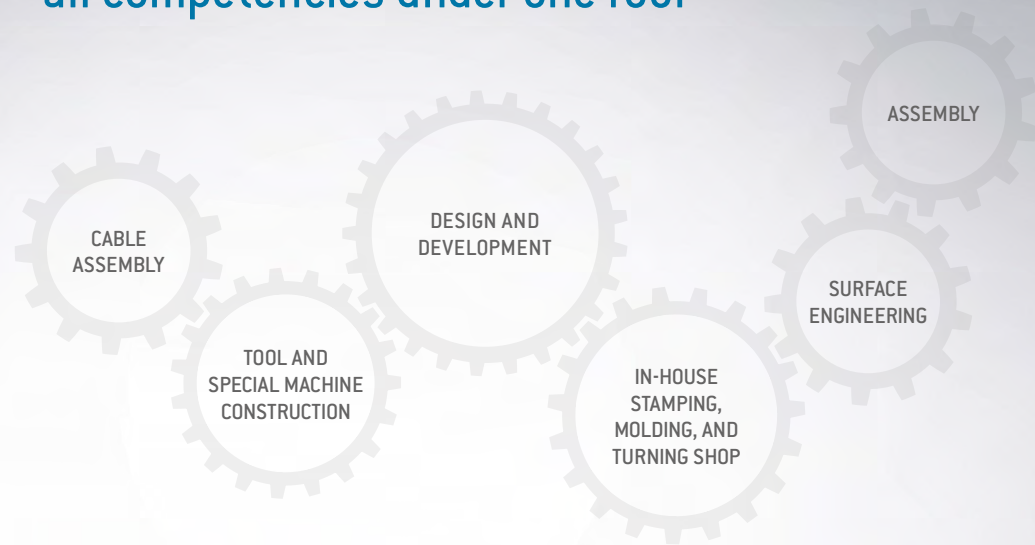 all competencies under one roof
ASSEMBLY
DESIGN AND
DEVELOPMENT
CABLE
ASSEMBLY
SURFACE
ENGINEERING
TOOL AND
SPECIAL MACHINE
CONSTRUCTION
IN-HOUSE
STAMPING,
MOLDING, AND
TURNING SHOP